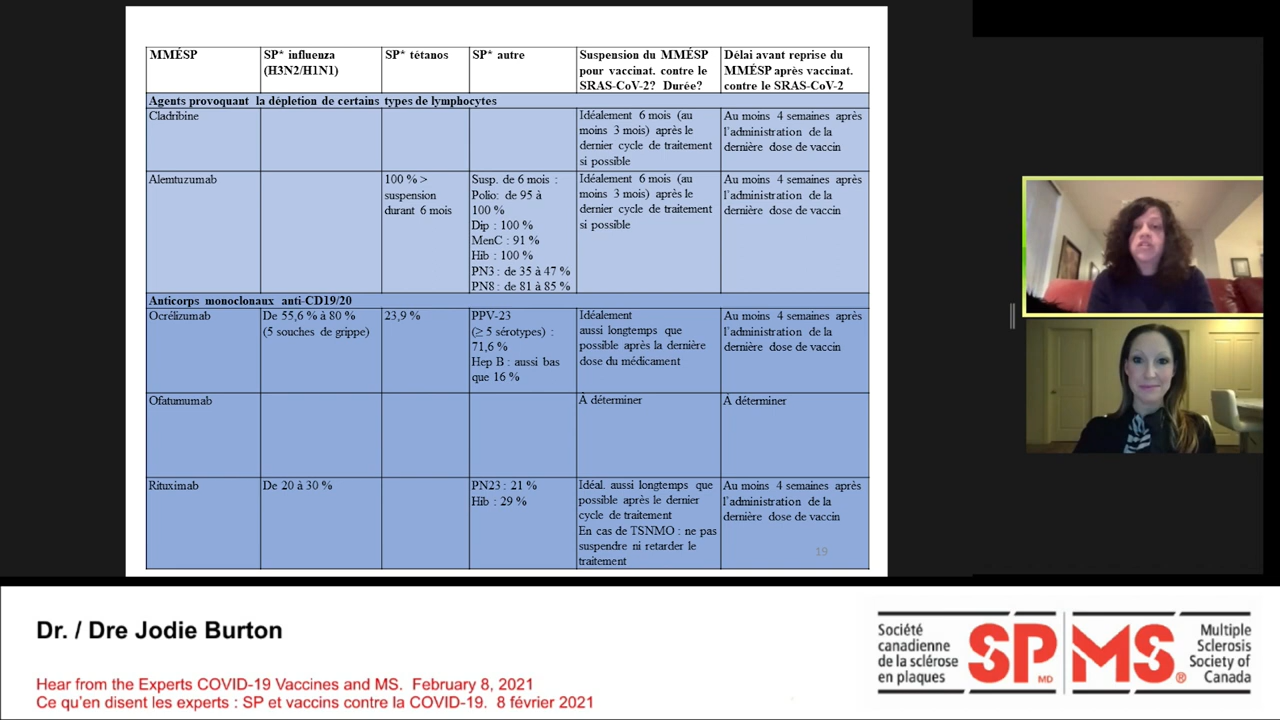 MMÉSP
SP* influenza
(H3N2/H1N1)
SP* tétanos
SP* autre
Suspension du MMÉSP
pour vaccinat. contre le
SRAS-CoV-2? Durée?
Délai avant reprise du
MMÉSP après vaccinat.
contre le SRAS-CoV-2
Agents provoquant la déplétion de certains types de lymphocytes
Cladribine
Idéalement 6 mois (au
moins 3 mois) après le
dernier cycle de traitement
si possible
Au moins 4 semaines après
l'administration de la
dernière dose de vaccin
Alemtuzumab
100 % >
suspension
durant 6 mois
Susp. de 6 mois :
Polio: de 95 à
100 %
Dip : 100 %
MenC : 91 %
Hib : 100 %
PN3 : de 35 à 47 %
PN8 : de 81 à 85 %
Idéalement 6 mois (au
moins 3 mois) après le
dernier cycle de traitement
si possible
Au moins 4 semaines après
l'administration de la
dernière dose de vaccin
Anticorps monoclonaux anti-CD19/20
Ocrélizumab
De 55,6 % à 80 %
(5 souches de grippe)
23,9 %
PPV-23
(≥ 5 sérotypes) :
71,6 %
Hep B : aussi bas
que 16 %
Idéalement
aussi longtemps que
possible après la dernière
dose du médicament
Au moins 4 semaines après
l'administration de la
dernière dose de vaccin
Ofatumumab
À déterminer
À déterminer
Rituximab
De 20 à 30 %
PN23 : 21 %
Hib : 29 %
Idéal. aussi longtemps que
possible après le dernier
cycle de traitement
En cas de TSNMO : ne pas
suspendre ni retarder le
traitement
Au moins 4 semaines après
l'administration de la
dernière dose de vaccin
19
Dr. / Dre Jodie Burton
Hear from the Experts COVID-19 Vaccines and MS. February 8, 2021
Ce qu'en disent les experts : SP et vaccins contre la COVID-19. 8 février 2021
Société
canadienne
de la sclérose
en plaques
SP
MD
MS
®
Multiple
Sclerosis
Society of
Canada